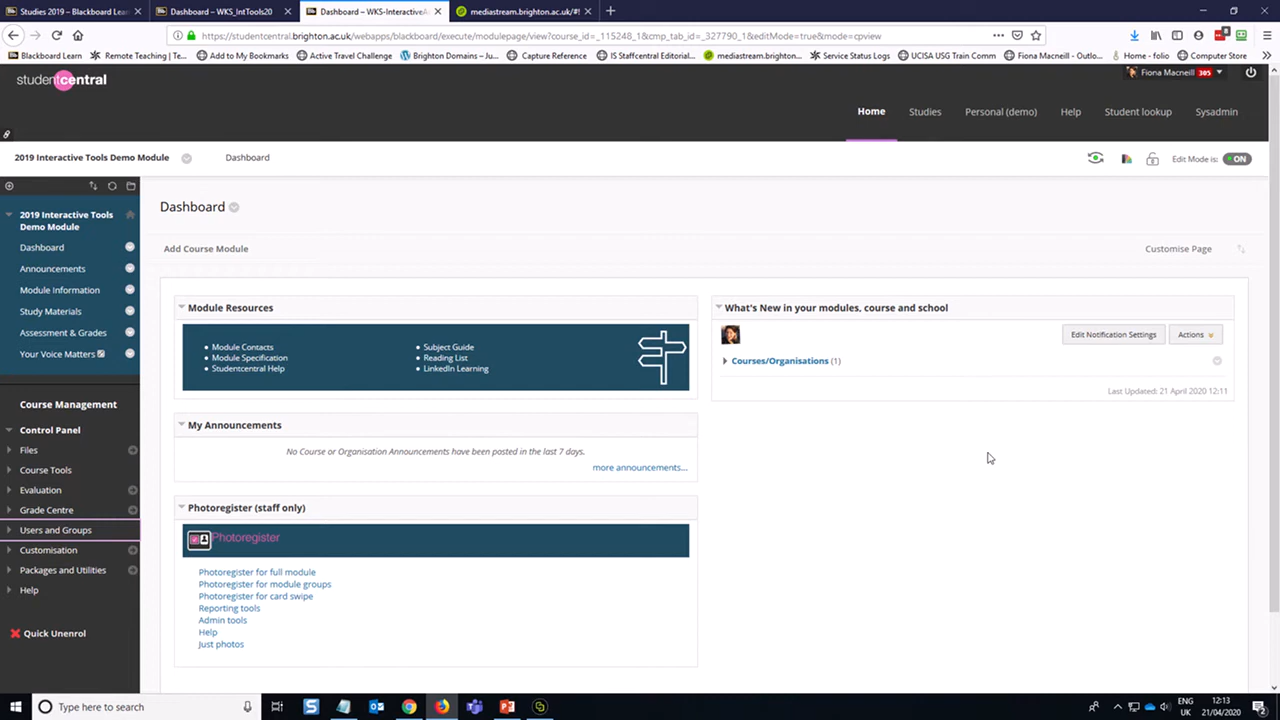 Studies 2019 – Blackboard Lear
Dashboard – WKS_IntTools20
Dashboard – WKS-Interactive
mediastream.brighton.ac.uk/#!
https://studentcentral.brighton.ac.uk/webapps/blackboard/execute/modulepage/view?course_id=_115248_1&cmp_tab_id=_327790_1&editMode=true&mode=cpview
Blackboard Learn
Remote Teaching | Te...
Add to My Bookmarks
Active Travel Challenge
Brighton Domains – Ju...
Capture Reference
IS Staffcentral Editorial...
mediastream.brighton...
Service Status Logs
UCISA USG Train Comm
Fiona Macneill - Outlo...
Home - folio
Computer Store
studentcentral
Fiona Macneill 305
Home
Studies
Personal (demo)
Help
Student lookup
Sysadmin
2019 Interactive Tools Demo Module
Dashboard
Edit Mode is:
ON
2019 Interactive Tools
Demo Module
Dashboard
Announcements
Module Information
Study Materials
Assessment & Grades
Your Voice Matters
Course Management
Control Panel
Files
Course Tools
Evaluation
Grade Centre
Users and Groups
Customisation
Packages and Utilities
Help
Quick Unenrol
Dashboard
Add Course Module
Customise Page
Module Resources
Module Contacts
Module Specification
Studentcentral Help
Subject Guide
Reading List
LinkedIn Learning
My Announcements
No Course or Organisation Announcements have been posted in the last 7 days.
more announcements...
Photoregister (staff only)
Photoregister
Photoregister for full module
Photoregister for module groups
Photoregister for card swipe
Reporting tools
Admin tools
Help
Just photos
What's New in your modules, course and school
Edit Notification Settings
Actions
Courses/Organisations (1)
Last Updated: 21 April 2020 12:11
Type here to search
ENG
UK
12:13
21/04/2020
2